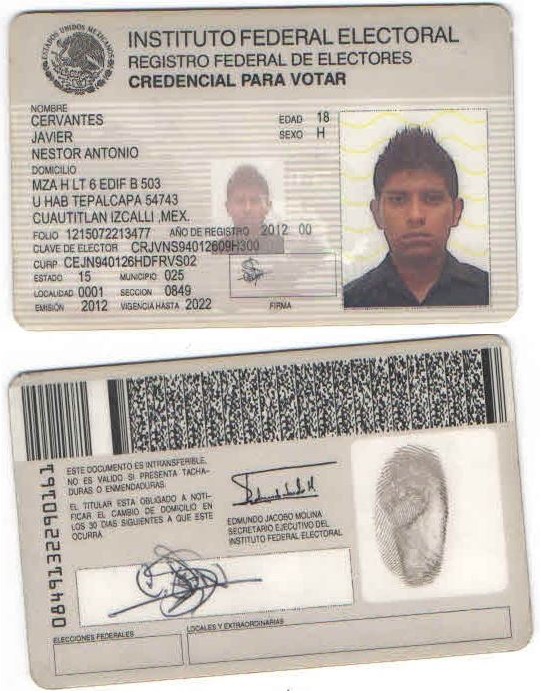 ESTADOS UNIDOS MEXICANOS
INSTITUTO FEDERAL ELECTORAL
REGISTRO FEDERAL DE ELECTORES
CREDENCIAL PARA VOTAR
NOMBRE
CERVANTES
JAVIER
NESTOR ANTONIO
EDAD 18
SEXO H
DOMICILIO
MZA H LT 6 EDIF B 503
U HAB TEPALCAPA 54743
CUAUTITLAN IZCALLI ,MEX.
FOLIO 1215072213477 AÑO DE REGISTRO 2012 00
CLAVE DE ELECTOR CRJVNS94012609H300
CURP CEJN940126HDFRVS02
ESTADO 15 MUNICIPIO 025
LOCALIDAD 0001 SECCION 0849
EMISIÓN 2012 VIGENCIA HASTA 2022
FIRMA
ESTE DOCUMENTO ES INTRANSFERIBLE,
NO ES VALIDO SI PRESENTA TACHA-
DURAS O ENMENDADURAS.
EL TITULAR ESTA OBLIGADO A NOTI-
FICAR EL CAMBIO DE DOMICILIO EN
LOS 30 DIAS SIGUIENTES A QUE ESTE
OCURRA
EDMUNDO JACOBO MOLINA
SECRETARIO EJECUTIVO DEL
INSTITUTO FEDERAL ELECTORAL
0849132290161
ELECCIONES FEDERALES
LOCALES Y EXTRAORDINARIAS